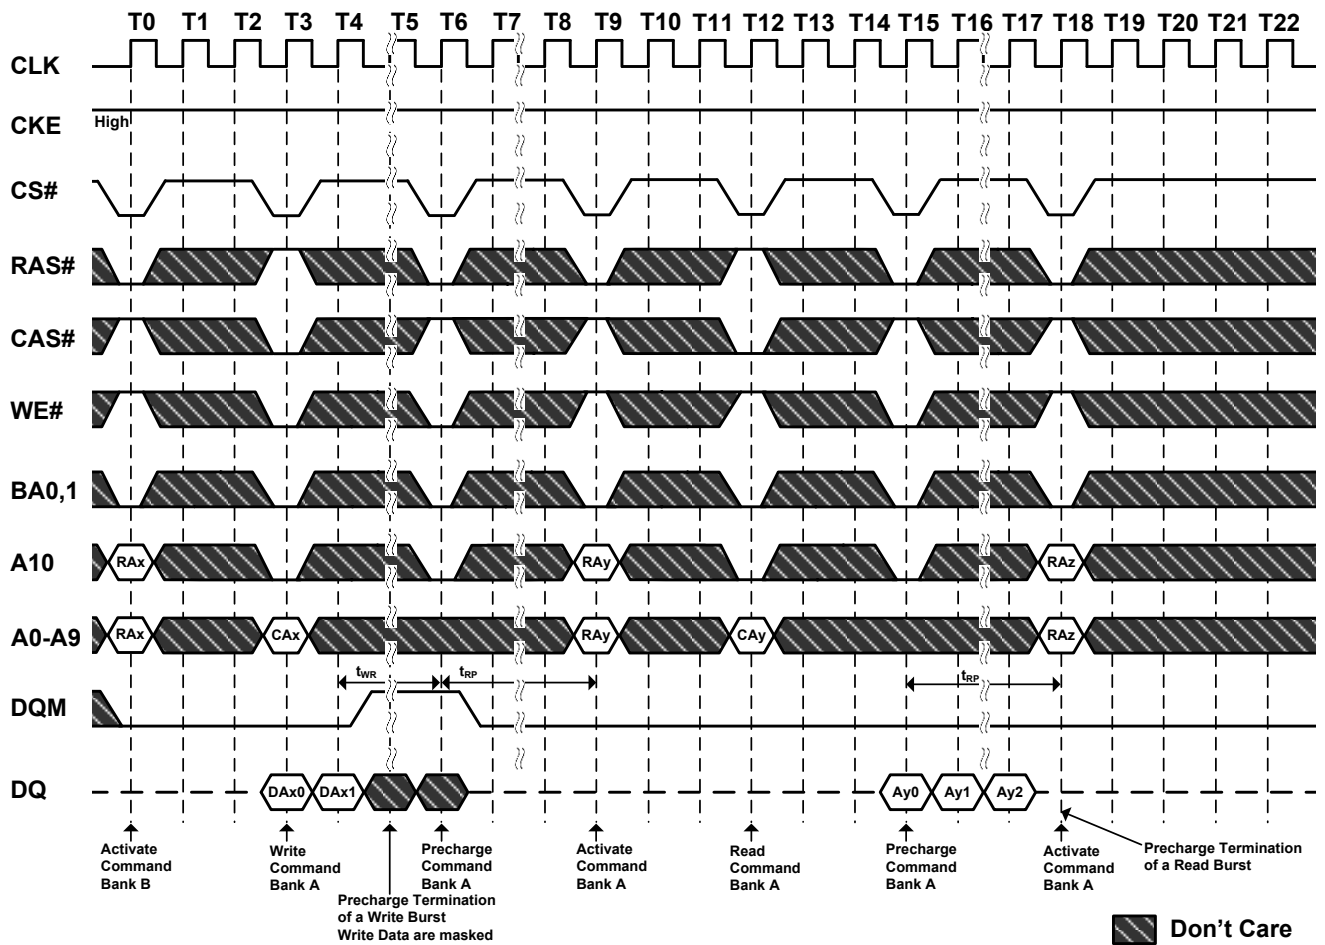 T0 T1 T2 T3 T4 T5 T6 T7 T8 T9 T10 T11 T12 T13 T14 T15 T16 T17 T18 T19 T20 T21 T22
CLK
CKE High
CS#
RAS#
CAS#
WE#
BA0,1
A10 RAx RAy RAz
A0-A9 RAx CAx RAy CAy RAz
tWR tRP tRP
DQM
DQ DAx0 DAx1 Ay0 Ay1 Ay2
Activate
Command
Bank B
Write
Command
Bank A
Precharge Termination
of a Write Burst
Write Data are masked
Precharge
Command
Bank A
Activate
Command
Bank A
Read
Command
Bank A
Precharge
Command
Bank A
Activate
Command
Bank A
Precharge Termination
of a Read Burst
Don't Care